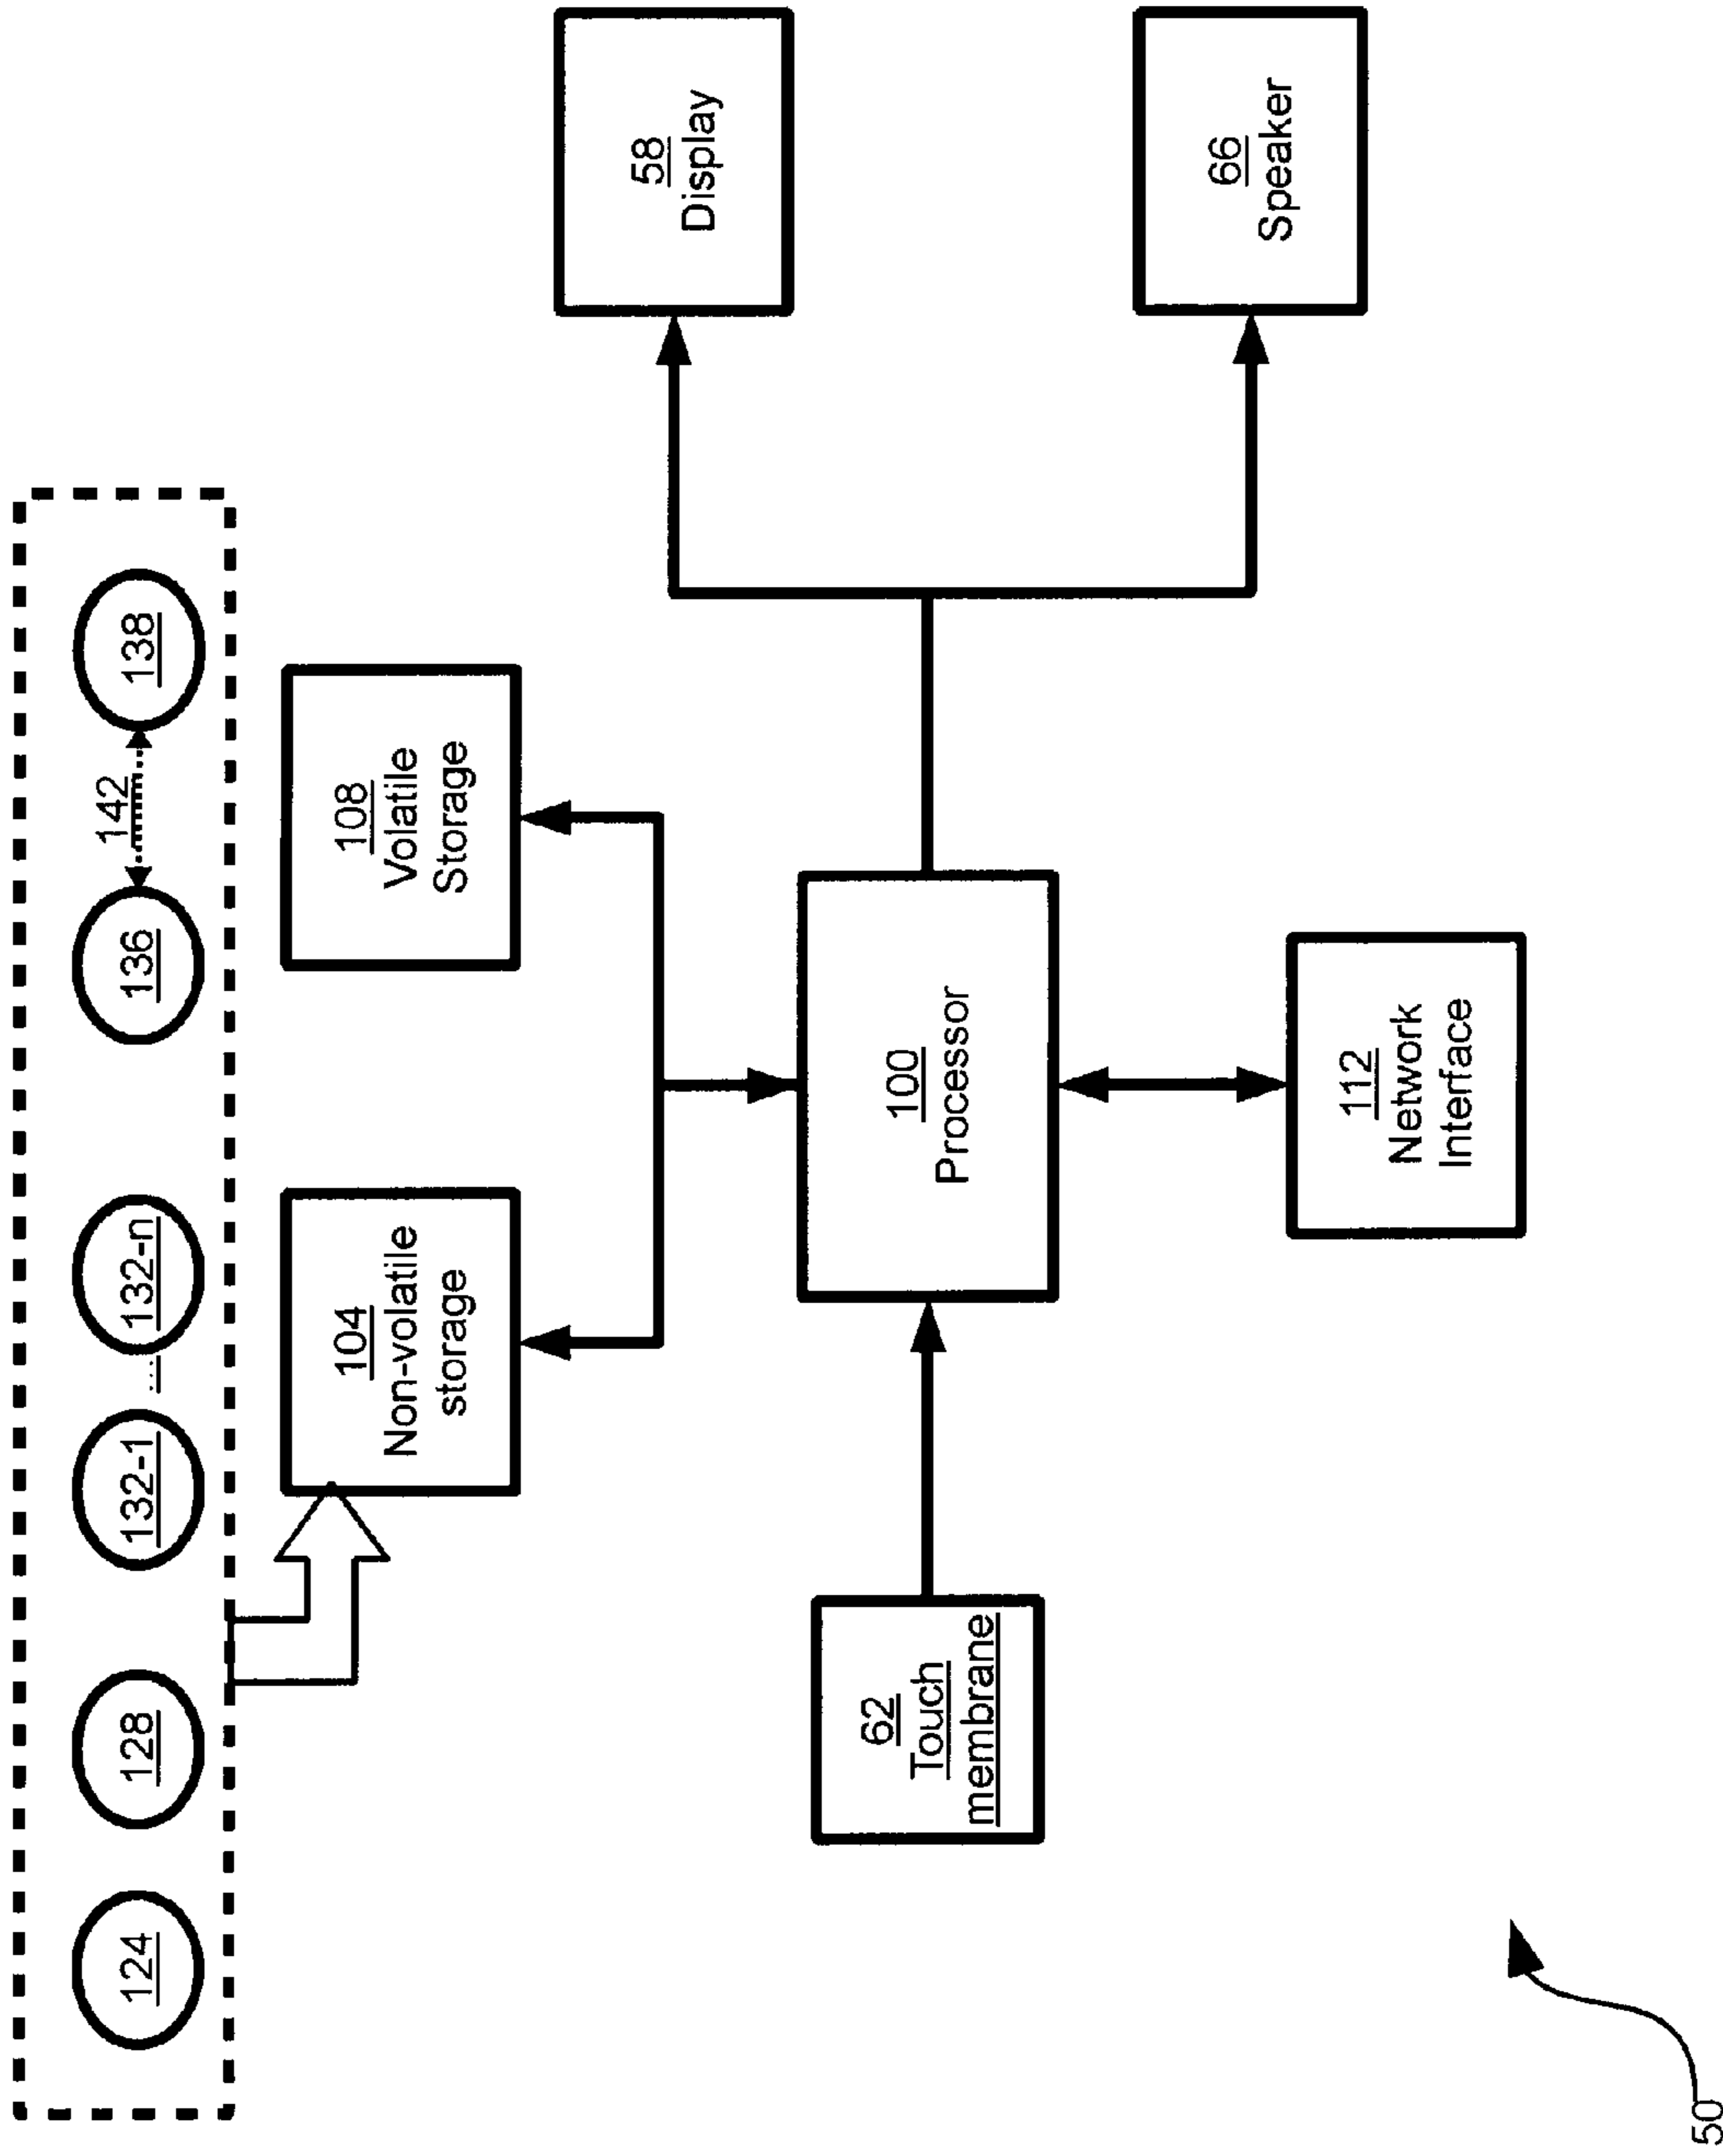 124
128
132-1
...
132-n
136
142
138
104
Non-volatile
storage
108
Volatile
Storage
62
Touch
membrane
100
Processor
58
Display
112
Network
Interface
66
Speaker
50